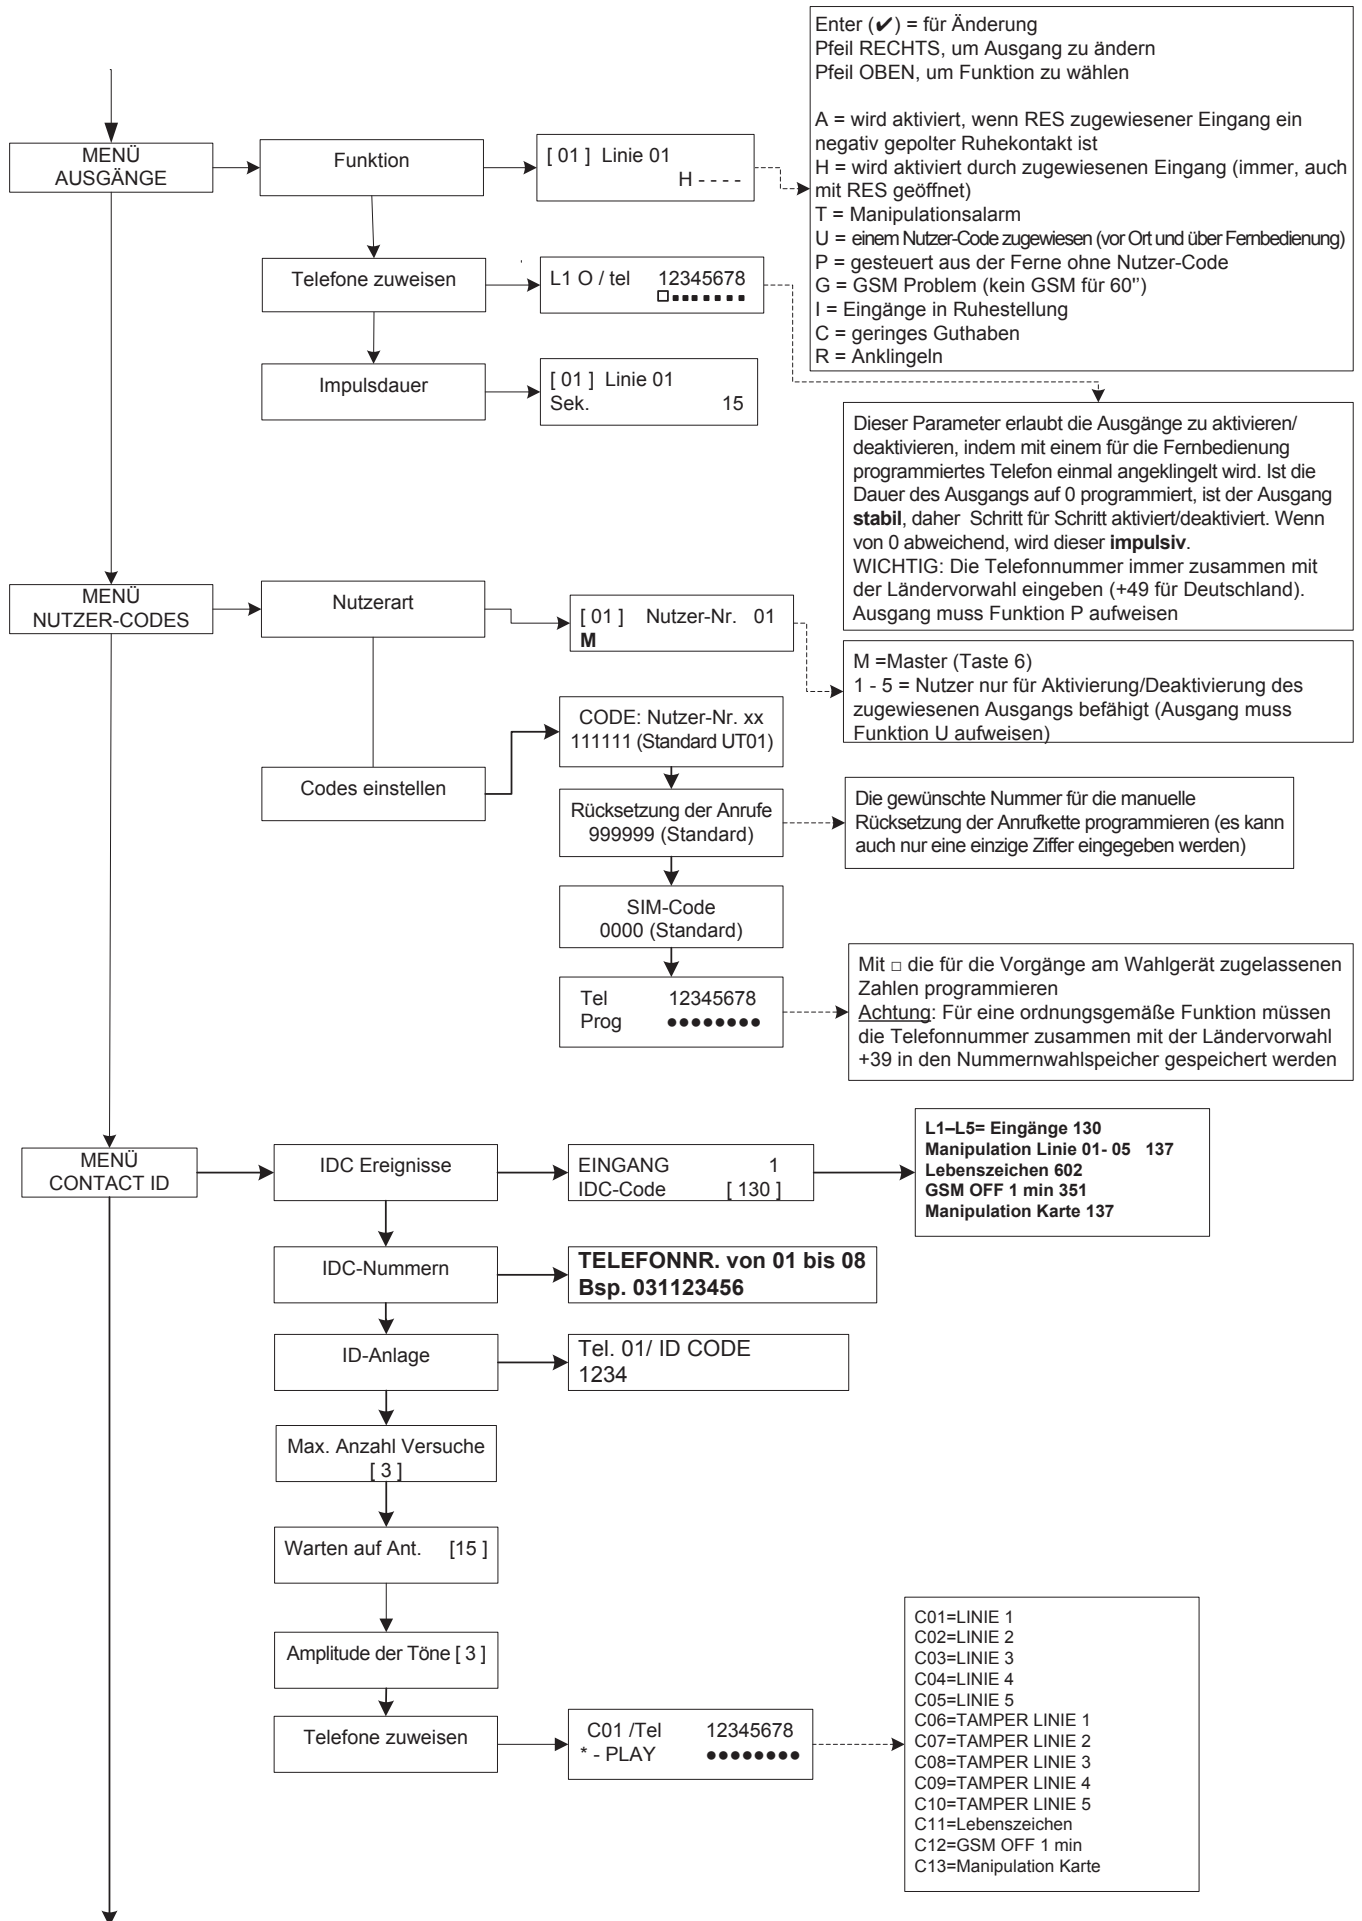 Enter (✔) = für Änderung
Pfeil RECHTS, um Ausgang zu ändern
Pfeil OBEN, um Funktion zu wählen
A = wird aktiviert, wenn RES zugewiesener Eingang ein
negativ gepolter Ruhekontakt ist
H = wird aktiviert durch zugewiesenen Eingang (immer, auch
mit RES geöffnet)
T = Manipulationsalarm
U = einem Nutzer-Code zugewiesen (vor Ort und über Fernbedienung)
P = gesteuert aus der Ferne ohne Nutzer-Code
G = GSM Problem (kein GSM für 60")
I = Eingänge in Ruhestellung
C = geringes Guthaben
R = Anklingeln
MENÜ
AUSGÄNGE
Funktion
[ 01 ] Linie 01
H - - - -
Telefone zuweisen
L1 O / tel 12345678
□■■■■■■■
Impulsdauer
[ 01 ] Linie 01
Sek. 15
Dieser Parameter erlaubt die Ausgänge zu aktivieren/
deaktivieren, indem mit einem für die Fernbedienung
programmiertes Telefon einmal angeklingelt wird. Ist die
Dauer des Ausgangs auf 0 programmiert, ist der Ausgang
stabil, daher Schritt für Schritt aktiviert/deaktiviert. Wenn
von 0 abweichend, wird dieser impulsiv.
WICHTIG: Die Telefonnummer immer zusammen mit
der Ländervorwahl eingeben (+49 für Deutschland).
Ausgang muss Funktion P aufweisen
MENÜ
NUTZER-CODES
Nutzerart
[ 01 ] Nutzer-Nr. 01
M
M =Master (Taste 6)
1 - 5 = Nutzer nur für Aktivierung/Deaktivierung des
zugewiesenen Ausgangs befähigt (Ausgang muss
Funktion U aufweisen)
Codes einstellen
CODE: Nutzer-Nr. xx
111111 (Standard UT01)
Rücksetzung der Anrufe
999999 (Standard)
Die gewünschte Nummer für die manuelle
Rücksetzung der Anrufkette programmieren (es kann
auch nur eine einzige Ziffer eingegeben werden)
SIM-Code
0000 (Standard)
Tel 12345678
Prog ●●●●●●●●
Mit □ die für die Vorgänge am Wahlgerät zugelassenen
Zahlen programmieren
Achtung: Für eine ordnungsgemäße Funktion müssen
die Telefonnummer zusammen mit der Ländervorwahl
+39 in den Nummernwahlspeicher gespeichert werden
MENÜ
CONTACT ID
IDC Ereignisse
EINGANG 1
IDC-Code [ 130 ]
L1–L5= Eingänge 130
Manipulation Linie 01- 05 137
Lebenszeichen 602
GSM OFF 1 min 351
Manipulation Karte 137
IDC-Nummern
TELEFONNR. von 01 bis 08
Bsp. 031123456
ID-Anlage
Tel. 01/ ID CODE
1234
Max. Anzahl Versuche
[ 3 ]
Warten auf Ant. [15 ]
Amplitude der Töne [ 3 ]
Telefone zuweisen
C01 /Tel 12345678
* - PLAY ●●●●●●●●
C01=LINIE 1
C02=LINIE 2
C03=LINIE 3
C04=LINIE 4
C05=LINIE 5
C06=TAMPER LINIE 1
C07=TAMPER LINIE 2
C08=TAMPER LINIE 3
C09=TAMPER LINIE 4
C10=TAMPER LINIE 5
C11=Lebenszeichen
C12=GSM OFF 1 min
C13=Manipulation Karte